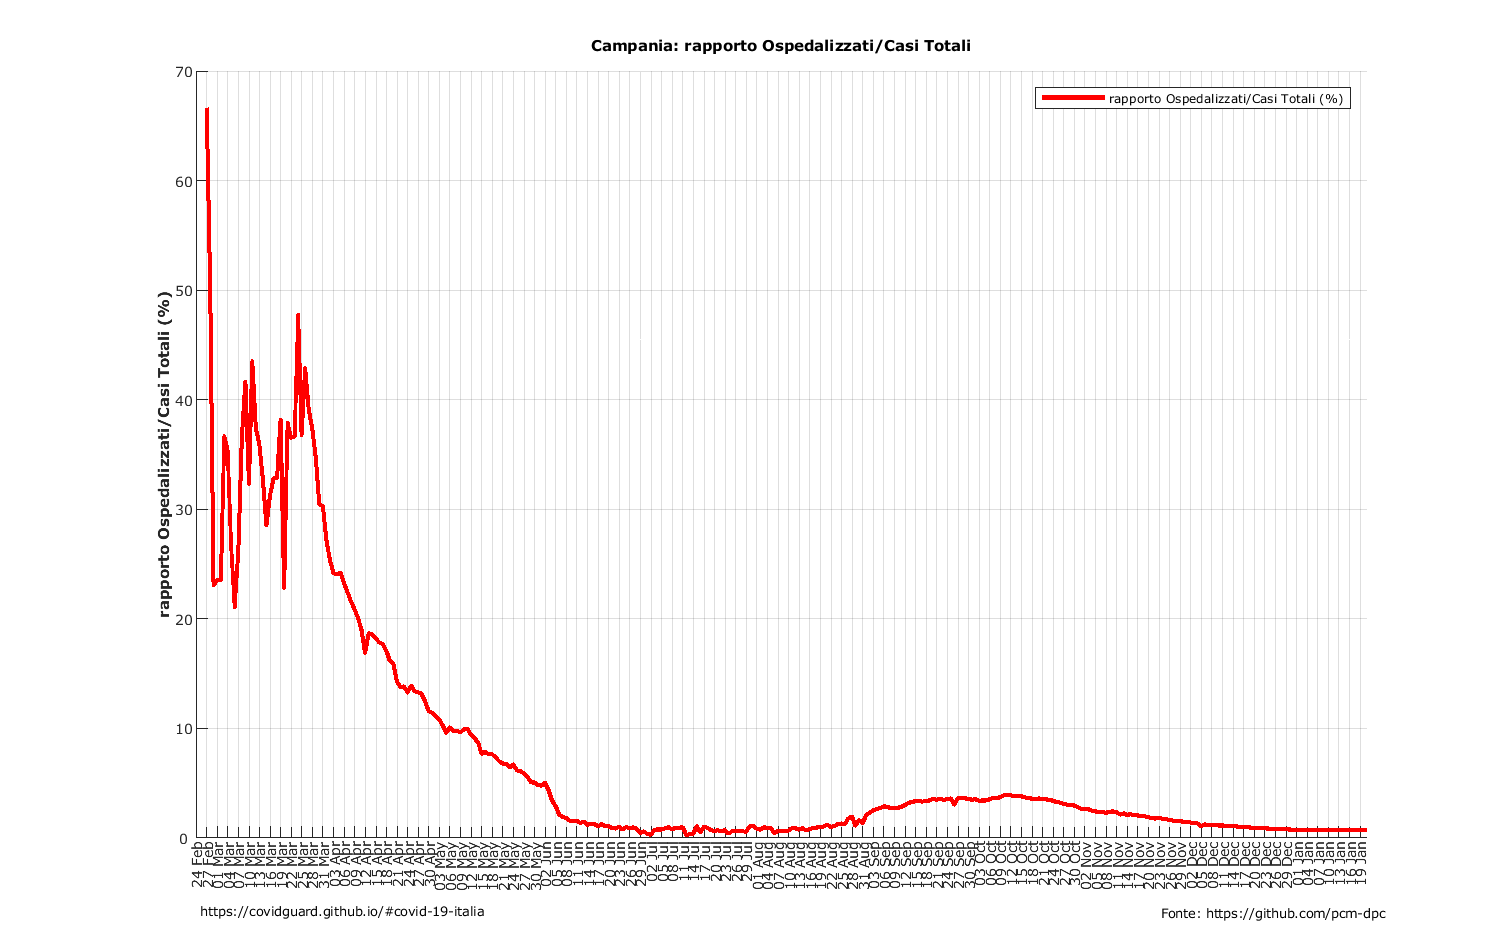 Campania: rapporto Ospedalizzati/Casi Totali
rapporto Ospedalizzati/Casi Totali (%)
rapporto Ospedalizzati/Casi Totali (%)
70
60
50
40
30
20
10
0
24 Feb
27 Feb
01 Mar
04 Mar
07 Mar
10 Mar
13 Mar
16 Mar
19 Mar
22 Mar
25 Mar
28 Mar
31 Mar
03 Apr
06 Apr
09 Apr
12 Apr
15 Apr
18 Apr
21 Apr
24 Apr
27 Apr
30 Apr
03 May
06 May
09 May
12 May
15 May
18 May
21 May
24 May
27 May
30 May
02 Jun
05 Jun
08 Jun
11 Jun
14 Jun
17 Jun
20 Jun
23 Jun
26 Jun
29 Jun
02 Jul
05 Jul
08 Jul
11 Jul
14 Jul
17 Jul
20 Jul
23 Jul
26 Jul
29 Jul
01 Aug
04 Aug
07 Aug
10 Aug
13 Aug
16 Aug
19 Aug
22 Aug
25 Aug
28 Aug
31 Aug
03 Sep
06 Sep
09 Sep
12 Sep
15 Sep
18 Sep
21 Sep
24 Sep
27 Sep
30 Sep
03 Oct
06 Oct
09 Oct
12 Oct
15 Oct
18 Oct
21 Oct
24 Oct
27 Oct
30 Oct
02 Nov
05 Nov
08 Nov
11 Nov
14 Nov
17 Nov
20 Nov
23 Nov
26 Nov
29 Nov
02 Dec
05 Dec
08 Dec
11 Dec
14 Dec
17 Dec
20 Dec
23 Dec
26 Dec
29 Dec
01 Jan
04 Jan
07 Jan
10 Jan
13 Jan
16 Jan
19 Jan
https://covidguard.github.io/#covid-19-italia
Fonte: https://github.com/pcm-dpc